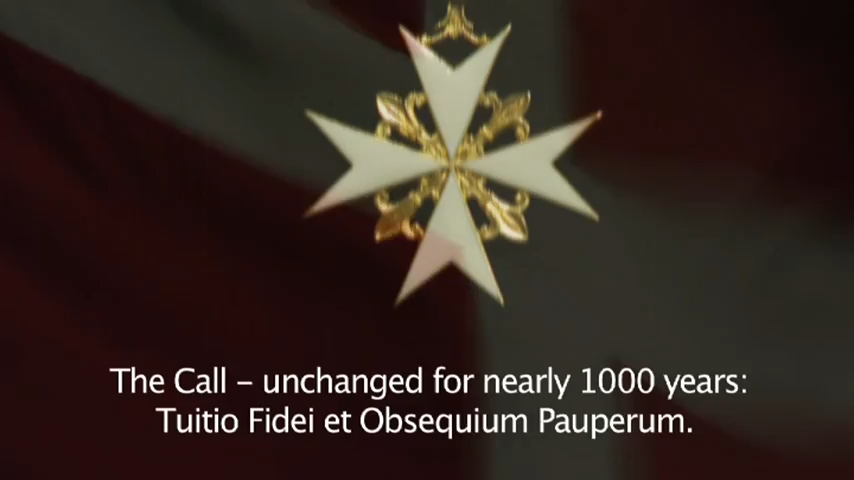 The Call – unchanged for nearly 1000 years:
Tuitio Fidei et Obsequium Pauperum.